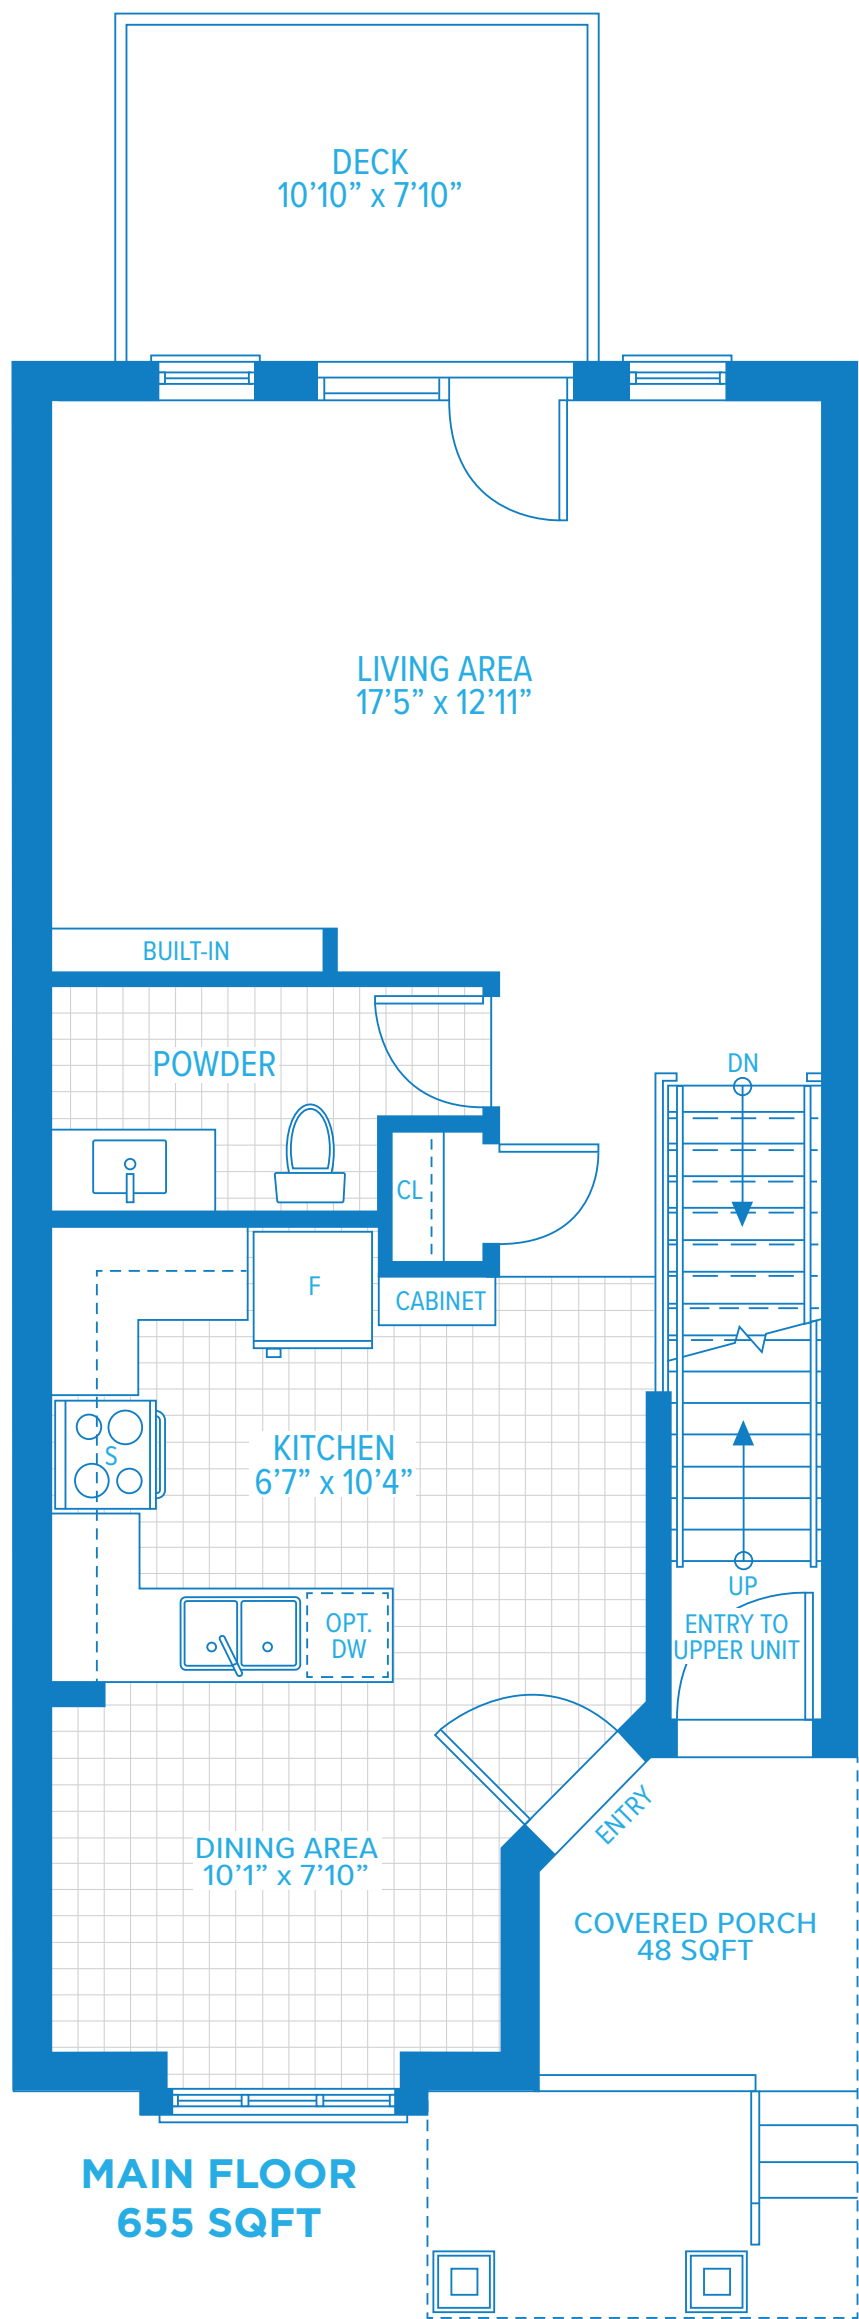 DECK
10'10” x 7'10”
LIVING AREA
17'5” x 12'11”
BUILT-IN
POWDER
DN
CL
F
CABINET
KITCHEN
6'7” x 10'4”
S
UP
OPT.
DW
ENTRY TO
UPPER UNIT
ENTRY
DINING AREA
10'1” x 7'10”
COVERED PORCH
48 SQFT
MAIN FLOOR
655 SQFT